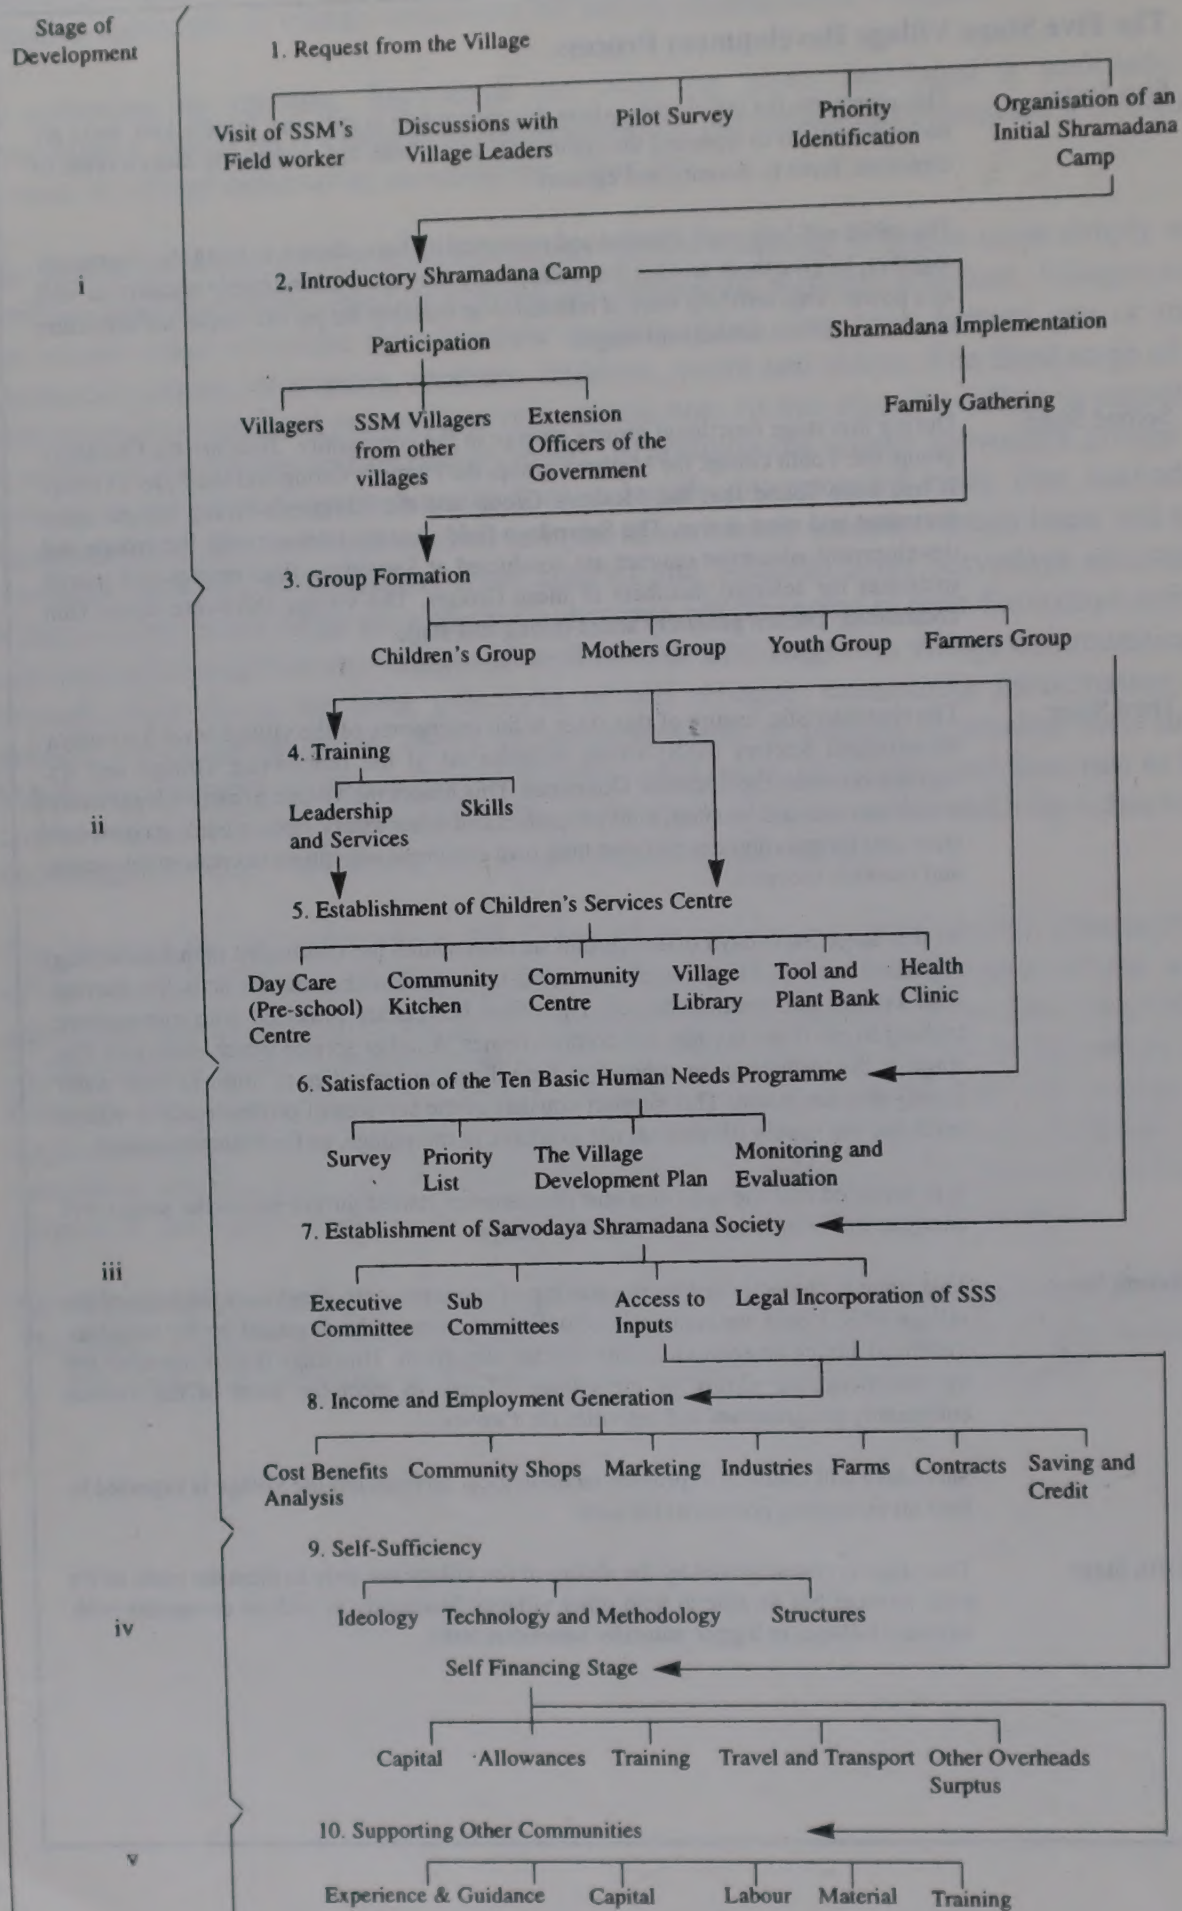 Stage of
Development
1. Request from the Village
Visit of SSM's
Field worker
Discussions with
Village Leaders
Pilot Survey
Priority
Identification
Organisation of an
Initial Shramadana
Camp
i
2, Introductory Shramadana Camp
Participation
Shramadana Implementation
Villagers
SSM Villagers
from other
villages
Extension
Officers of the
Government
Family Gathering
3. Group Formation
Children's Group
Mothers Group
Youth Group
Farmers Group
4. Training
ii
Leadership
and Services
Skills
5. Establishment of Children's Services Centre
Day Care
(Pre-school)
Centre
Community
Kitchen
Community
Centre
Village
Library
Tool and
Plant Bank
Health
Clinic
6. Satisfaction of the Ten Basic Human Needs Programme
Survey
Priority
List
The Village
Development Plan
Monitoring and
Evaluation
7. Establishment of Sarvodaya Shramadana Society
iii
Executive
Committee
Sub
Committees
Access to
Inputs
Legal Incorporation of SSS
8. Income and Employment Generation
Cost Benefits
Analysis
Community Shops
Marketing
Industries
Farms
Contracts
Saving and
Credit
9. Self-Sufficiency
iv
Ideology
Technology and Methodology
Structures
Self Financing Stage
Capital
Allowances
Training
Travel and Transport
Other Overheads
Surptus
10. Supporting Other Communities
v
Experience & Guidance
Capital
Labour
Material
Training